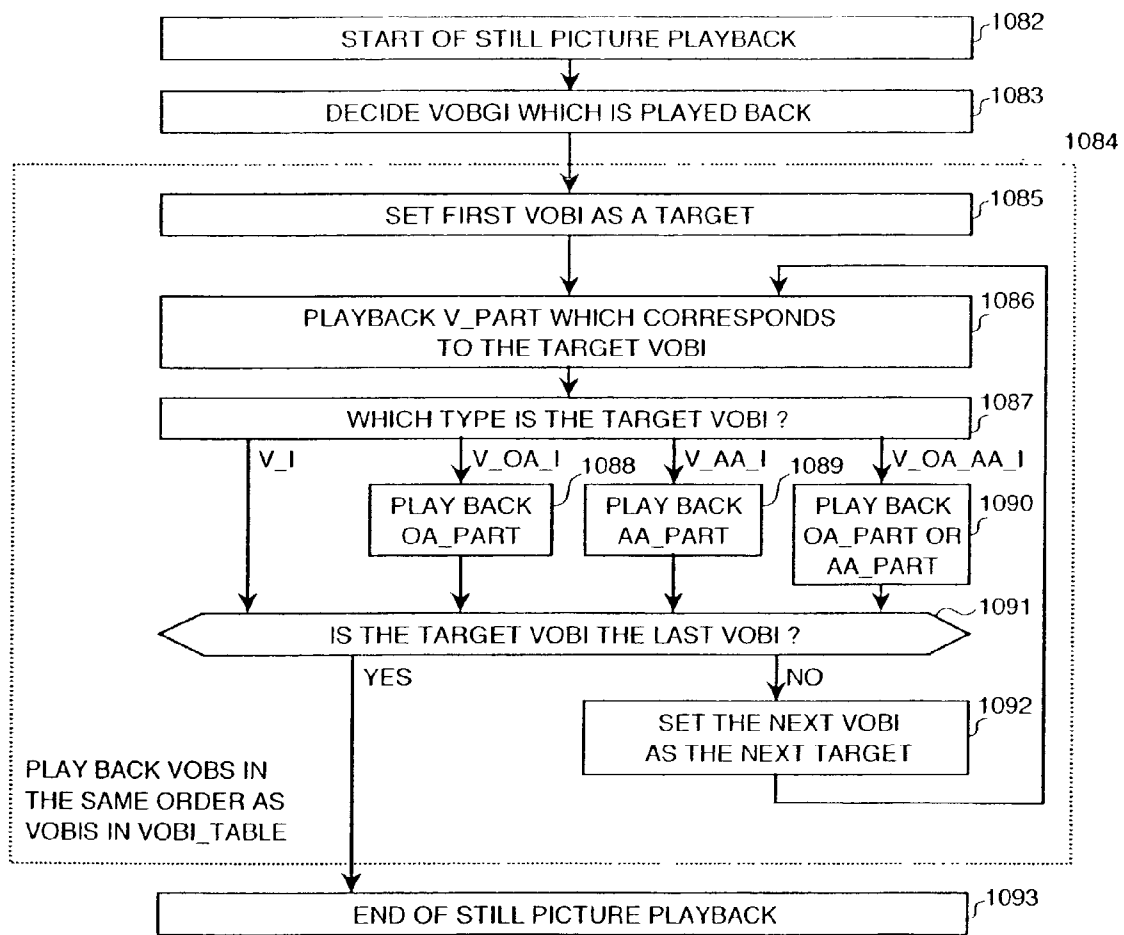 START OF STILL PICTURE PLAYBACK
1082
DECIDE VOBGI WHICH IS PLAYED BACK
1083
1084
SET FIRST VOBI AS A TARGET
1085
PLAYBACK V_PART WHICH CORRESPONDS
TO THE TARGET VOBI
1086
WHICH TYPE IS THE TARGET VOBI ?
1087
V_I
V_OA_I
1088
V_AA_I
1089
V_OA_AA_I
PLAY BACK
OA_PART
PLAY BACK
AA_PART
PLAY BACK
OA_PART OR
AA_PART
1090
IS THE TARGET VOBI THE LAST VOBI ?
1091
YES
NO
SET THE NEXT VOBI
AS THE NEXT TARGET
1092
PLAY BACK VOBS IN
THE SAME ORDER AS
VOBIS IN VOBI_TABLE
END OF STILL PICTURE PLAYBACK
1093